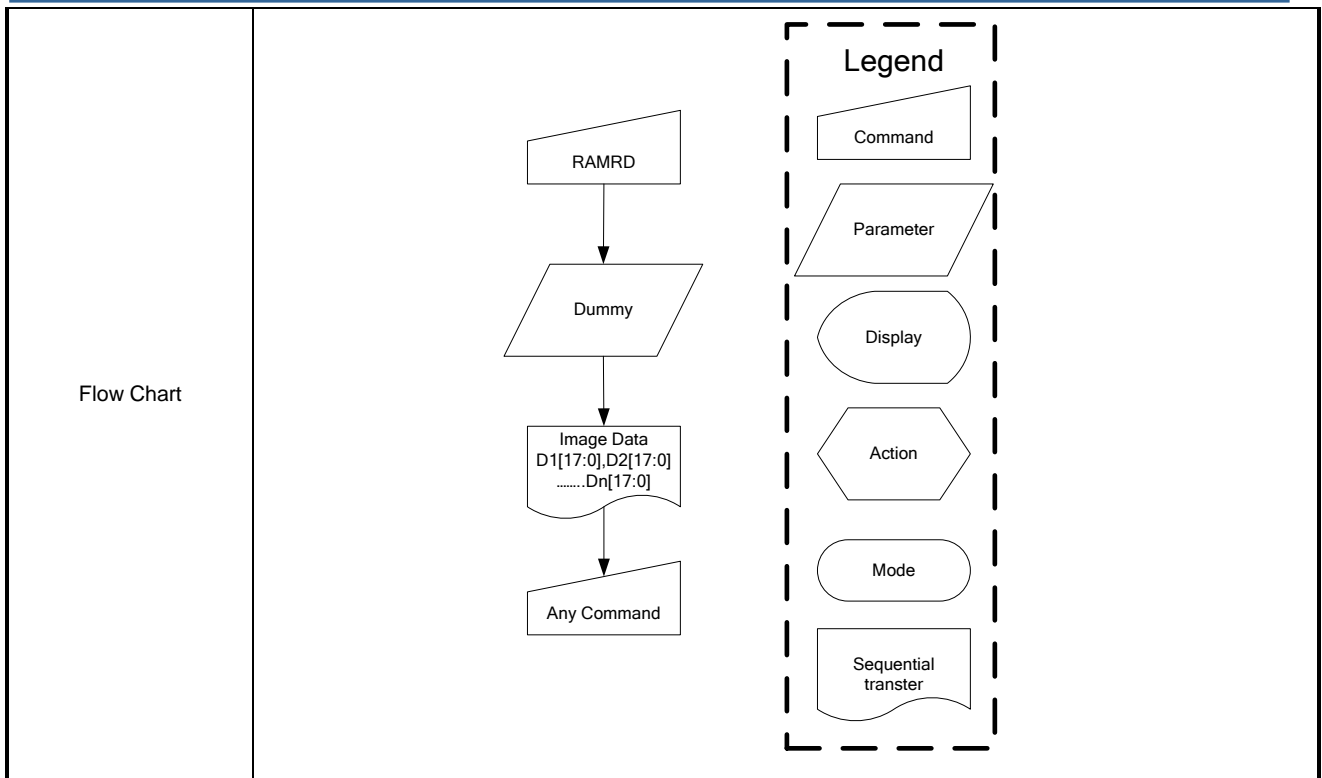 Flow Chart
RAMRD
Dummy
Image Data
D1[17:0],D2[17:0]
........Dn[17:0]
Any Command
Legend
Command
Parameter
Display
Action
Mode
Sequential
transter